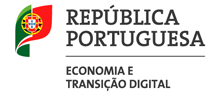 REPÚBLICA
PORTUGUESA
ECONOMIA E
TRANSIÇÃO DIGITAL